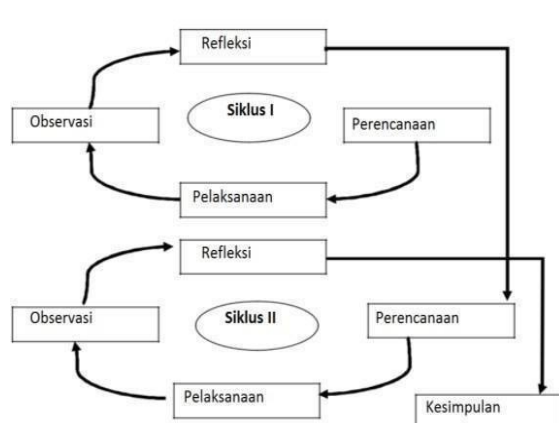 Refleksi
Siklus I
Observasi
Perencanaan
Pelaksanaan
Refleksi
Siklus II
Observasi
Perencanaan
Pelaksanaan
Kesimpulan